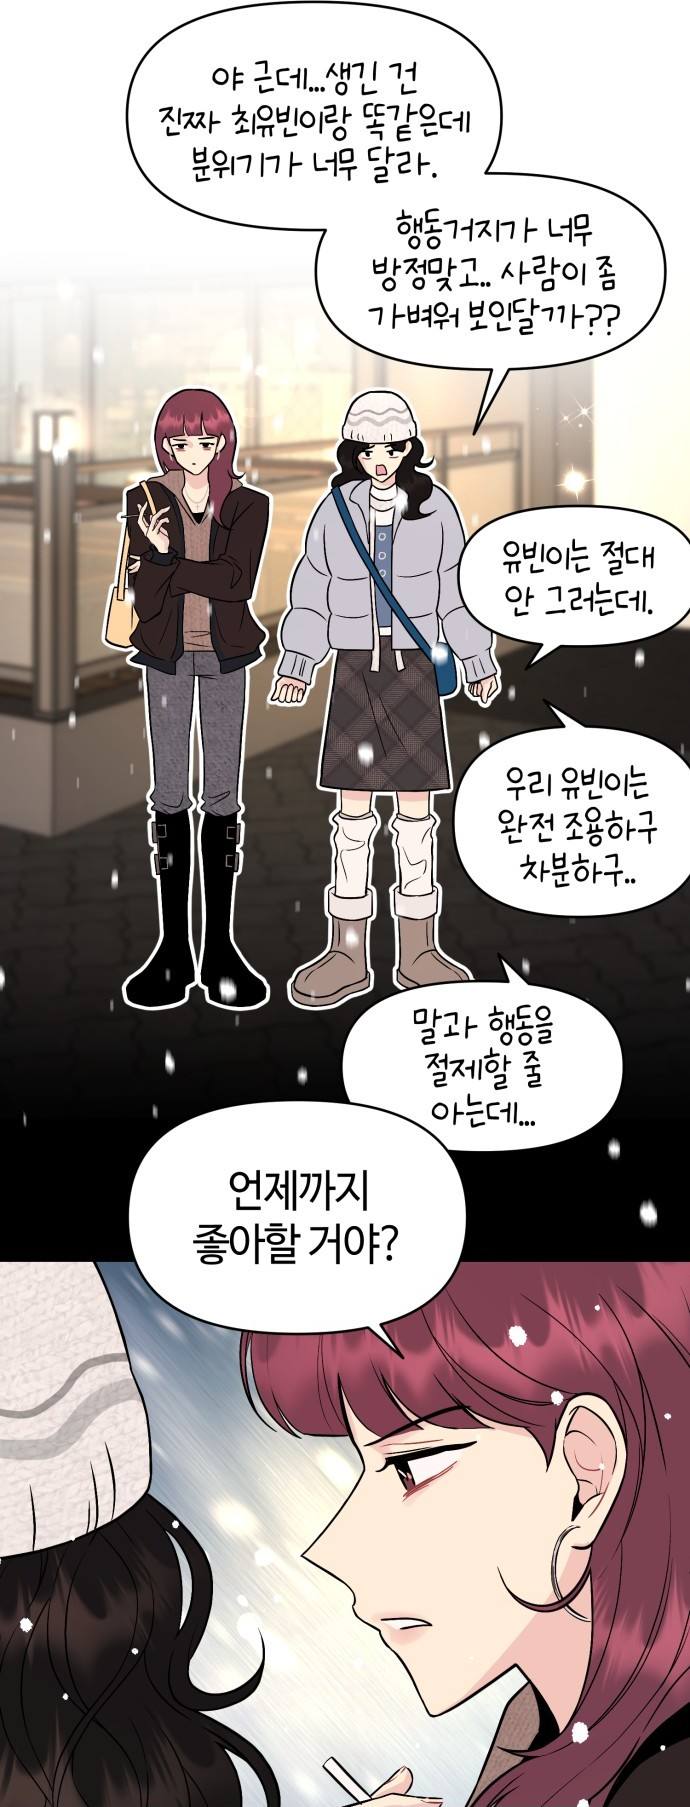 야 근데...생긴 건
진짜 최유빈이랑 똑같은데
분위기가 너무 달라.
행동거지가 너무
방정맞고.. 사람이 좀
가벼워 보인달까??
유빈이는 절대
안 그러는데.
우리 유빈이는
완전 조용하구
차분하구..
말과 행동을
절제할 줄
아는데...
언제까지
좋아할 거야?